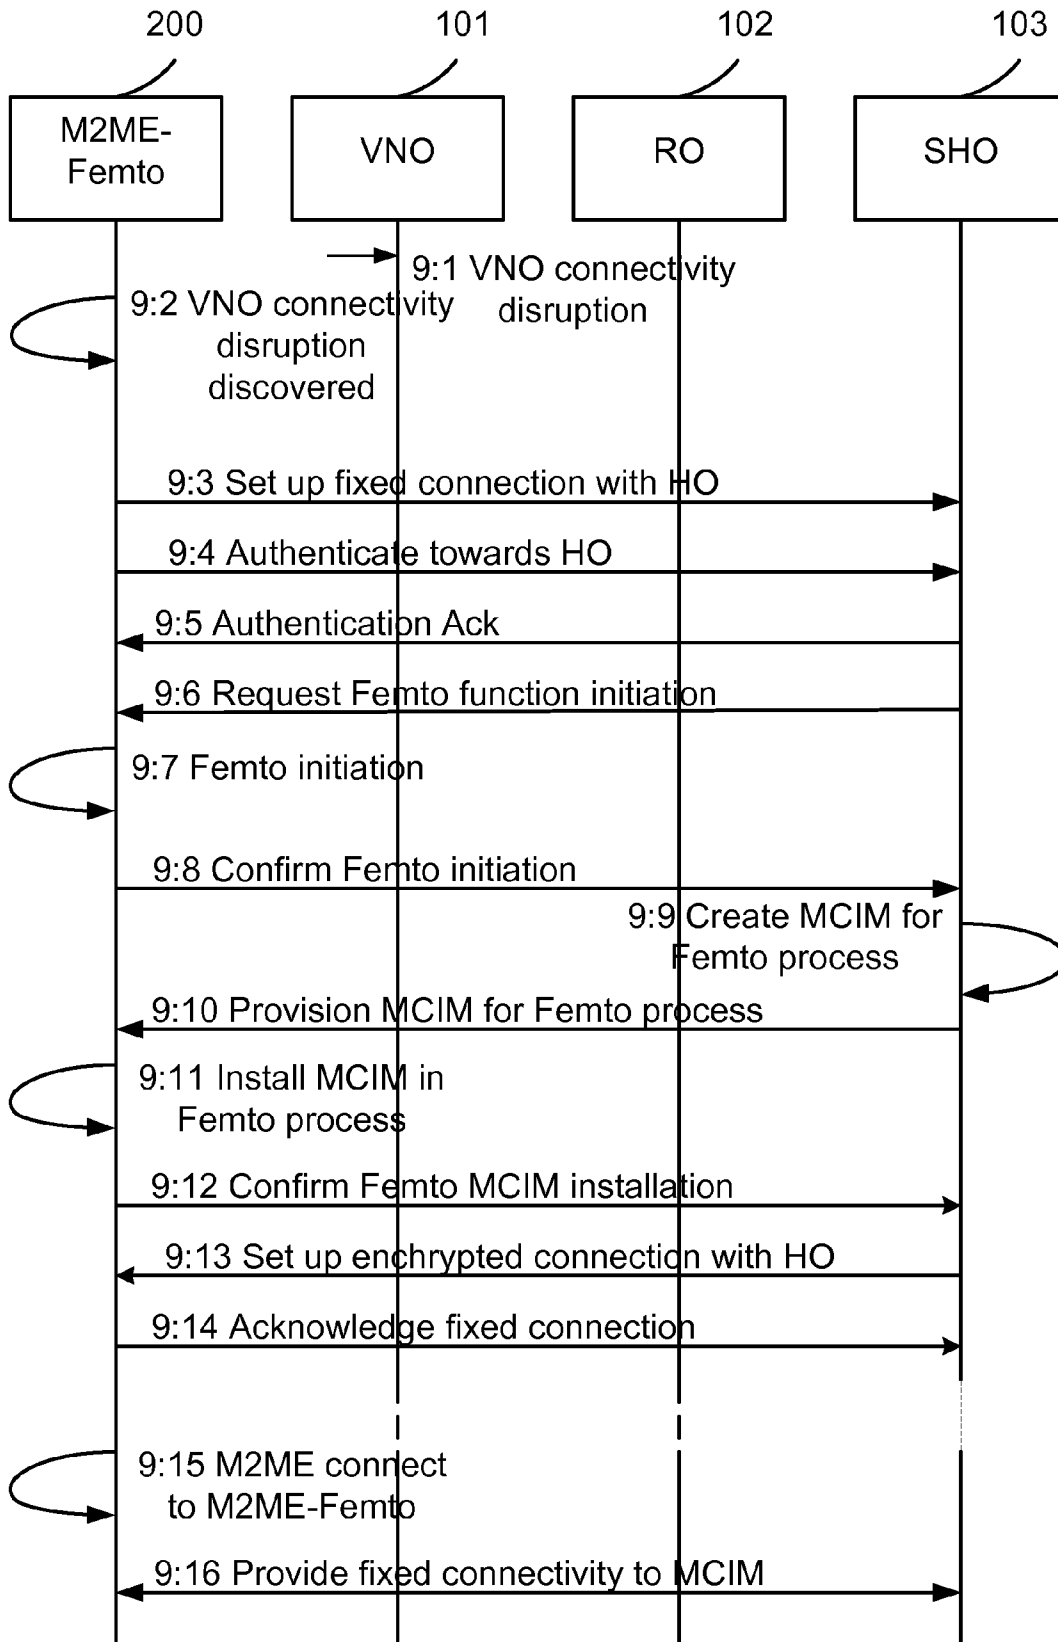 200
101
102
103
M2ME-
Femto
VNO
RO
SHO
9:1 VNO connectivity
disruption
9:2 VNO connectivity
disruption
discovered
9:3 Set up fixed connection with HO
9:4 Authenticate towards HO
9:5 Authentication Ack
9:6 Request Femto function initiation
9:7 Femto initiation
9:8 Confirm Femto initiation
9:9 Create MCIM for
Femto process
9:10 Provision MCIM for Femto process
9:11 Install MCIM in
Femto process
9:12 Confirm Femto MCIM installation
9:13 Set up enchrypted connection with HO
9:14 Acknowledge fixed connection
9:15 M2ME connect
to M2ME-Femto
9:16 Provide fixed connectivity to MCIM